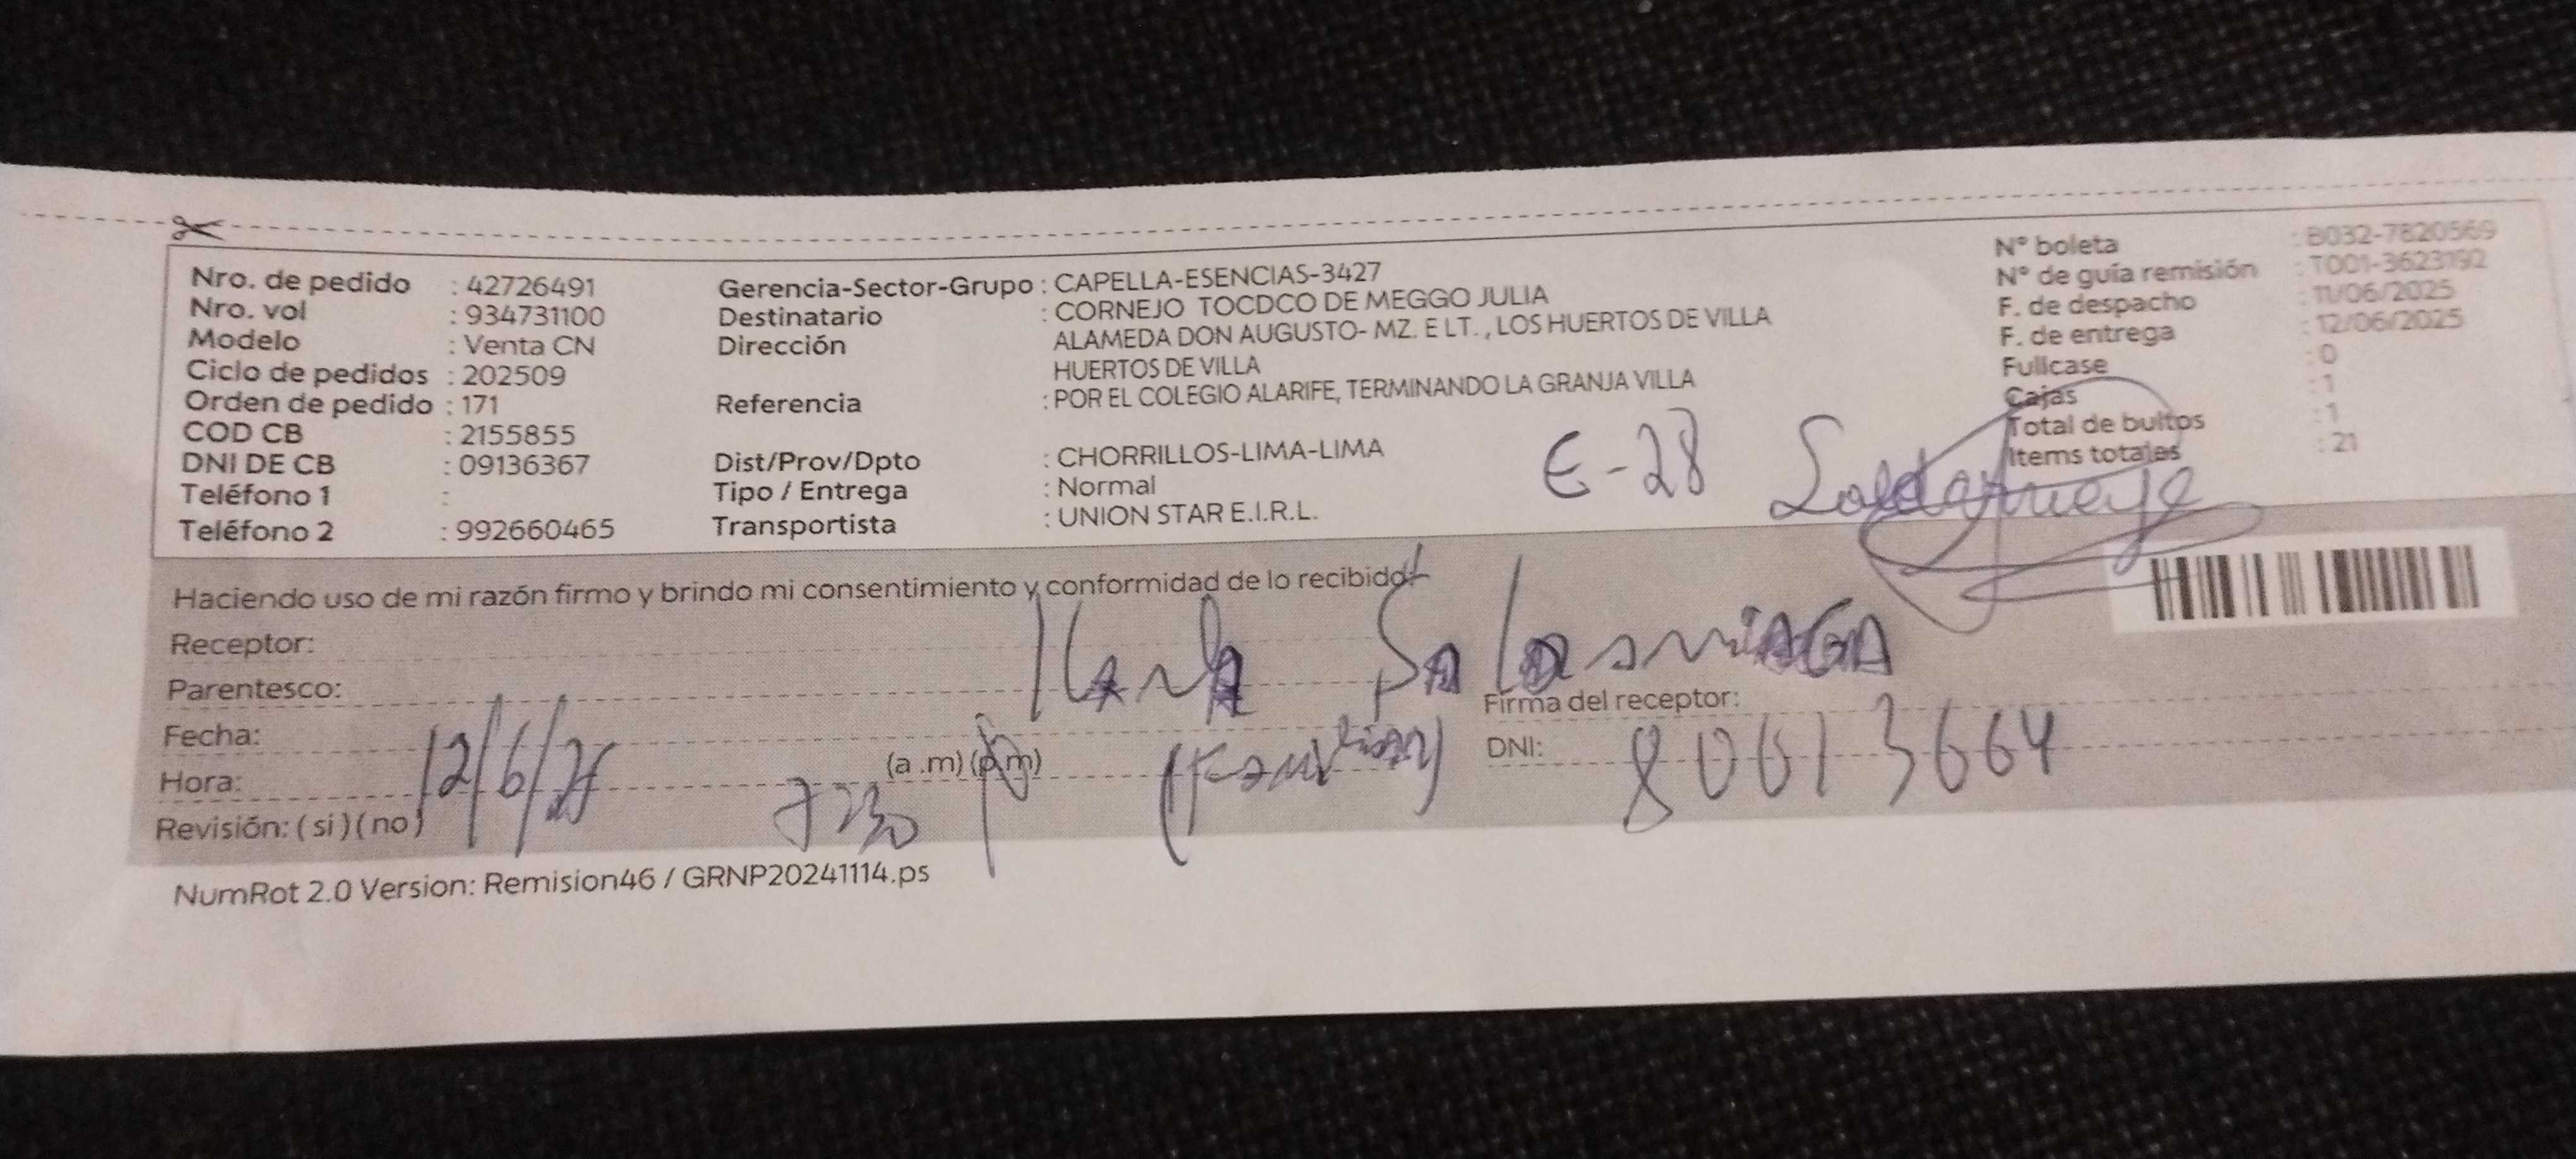 Nro. de pedido : 42726491
Nro. vol : 934731100
Modelo : Venta CN
Ciclo de pedidos : 202509
Orden de pedido : 171
COD CB : 2155855
DNI DE CB : 09136367
Teléfono 1 :
Teléfono 2 : 992660465
Gerencia-Sector-Grupo : CAPELLA-ESENCIAS-3427
Destinatario : CORNEJO TOCDCO DE MEGGO JULIA
Dirección ALAMEDA DON AUGUSTO- MZ. E LT. , LOS HUERTOS DE VILLA
HUERTOS DE VILLA
Referencia : POR EL COLEGIO ALARIFE, TERMINANDO LA GRANJA VILLA
Dist/Prov/Dpto : CHORRILLOS-LIMA-LIMA
Tipo / Entrega : Normal
Transportista : UNION STAR E.I.R.L.
E-28
N° boleta : B032-7820569
N° de guía remisión : T001-3623192
F. de despacho : 11/06/2025
F. de entrega : 12/06/2025
Fullcase : 0
Cajas : 1
Total de bultos : 1
Items totales : 21
Haciendo uso de mi razón firmo y brindo mi consentimiento y conformidad de lo recibido:
Receptor: Karla
Parentesco:
Firma del receptor:
Fecha: 12/6/25
(Familiar)
DNI: 80613664
Hora: 7:30 (a .m) (p.m)
Revisión: ( si ) ( no )
NumRot 2.0 Version: Remision46 / GRNP20241114.ps